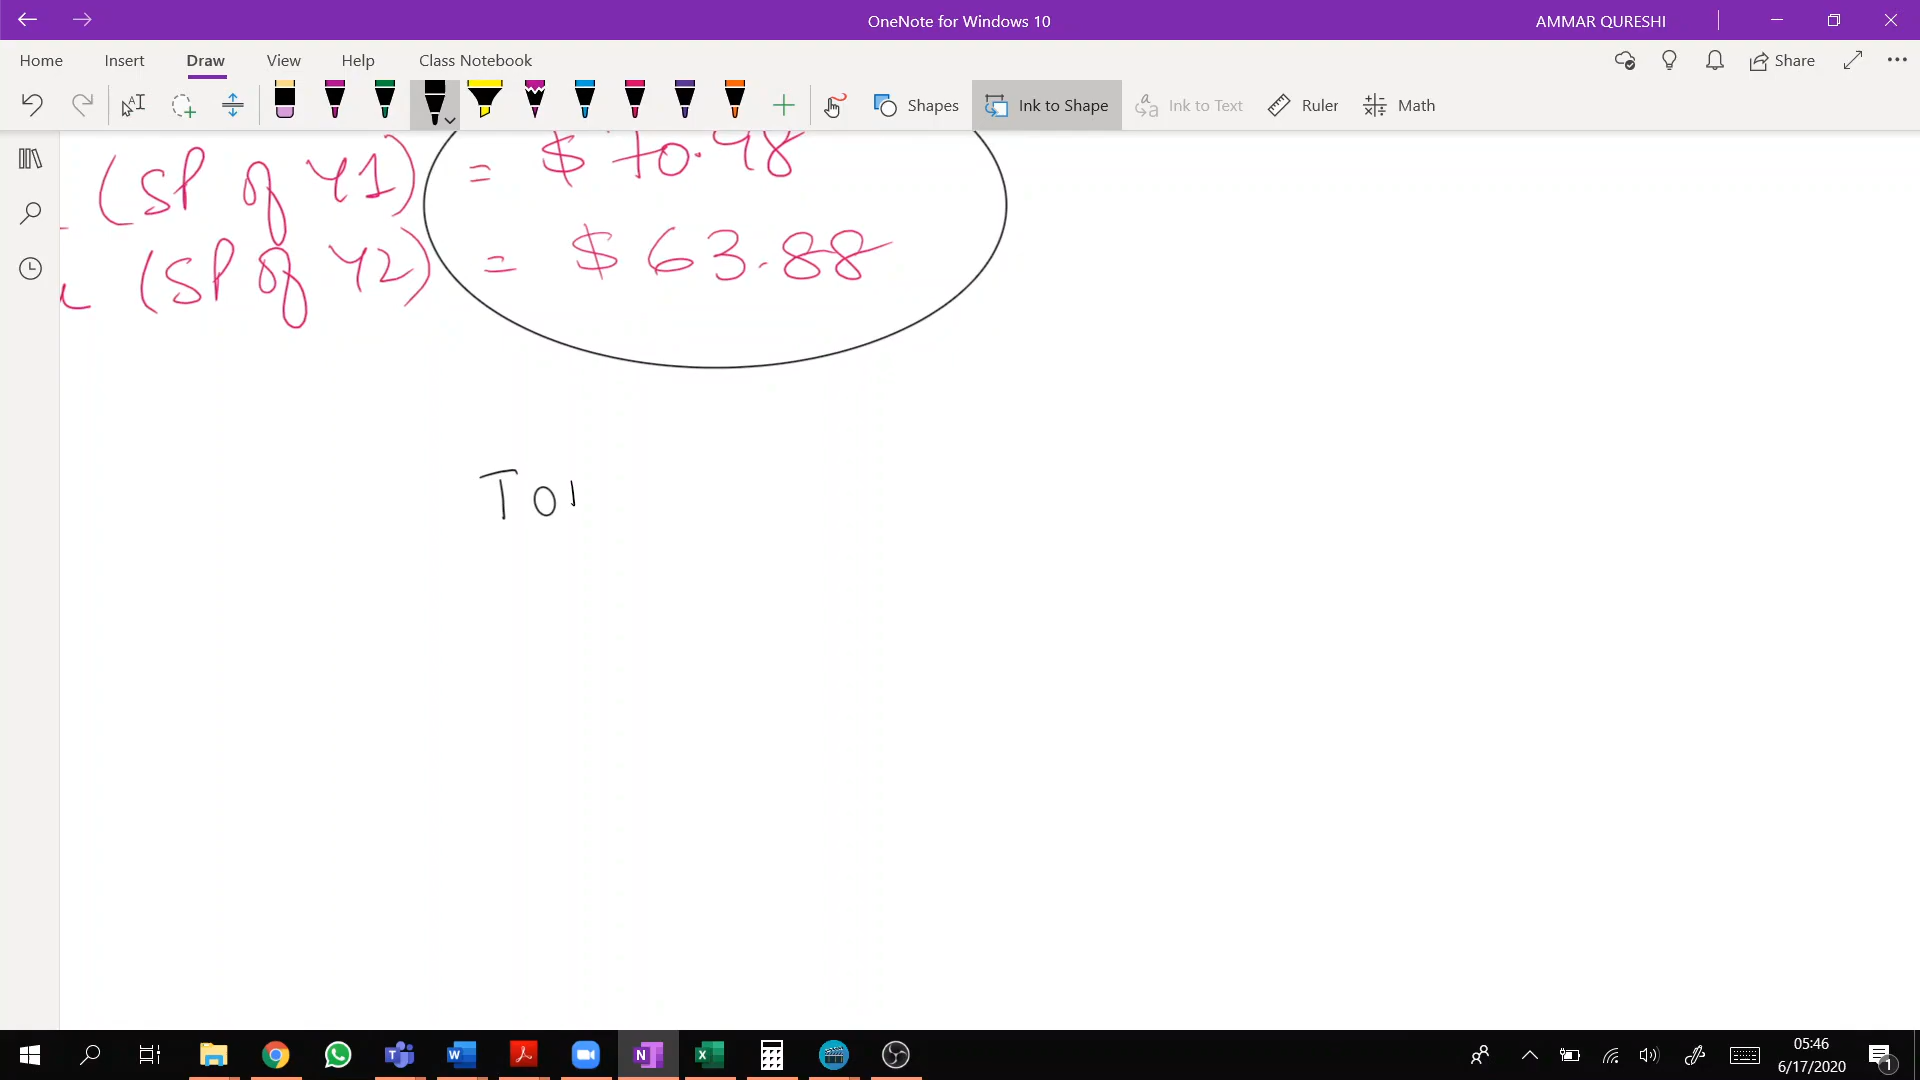 OneNote for Windows 10
AMMAR QURESHI
Home Insert Draw View Help Class Notebook
Share
Shapes Ink to Shape Ink to Text Ruler Math
(SP of Y1) = $ 70.48
(SP of Y2) = $ 63.88
To
05:46
6/17/2020
1